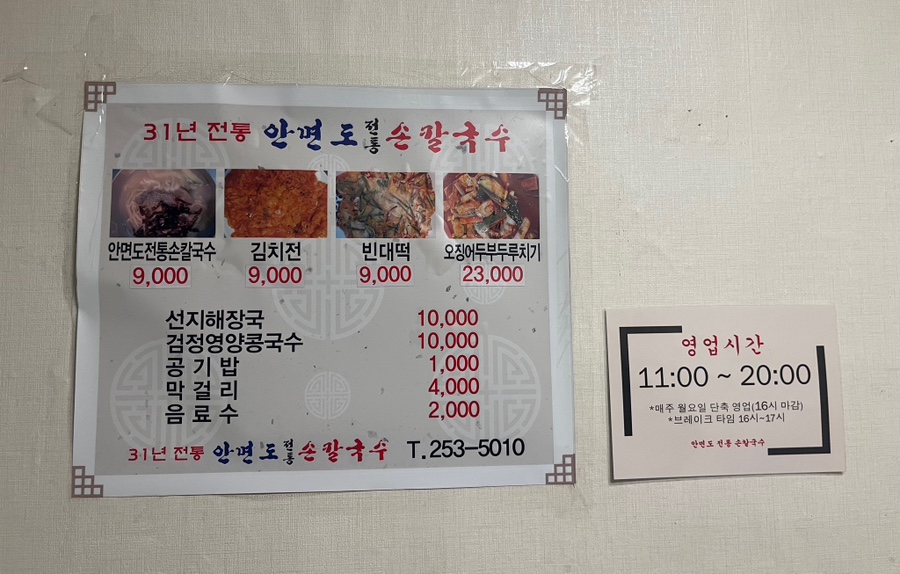 31년 전통 안면도 전통 손칼국수
안면도전통손칼국수 김치전 빈대떡 오징어두부두루치기
9,000 9,000 9,000 23,000
선지해장국 10,000
검정영양콩국수 10,000
공기밥 1,000
막걸리 4,000
음료수 2,000
31년 전통 안면도 전통 손칼국수 T.253-5010
영업시간
11:00 ~ 20:00
*매주 월요일 단축 영업(16시 마감)
*브레이크 타임 16시~17시
안면도 전통 손칼국수